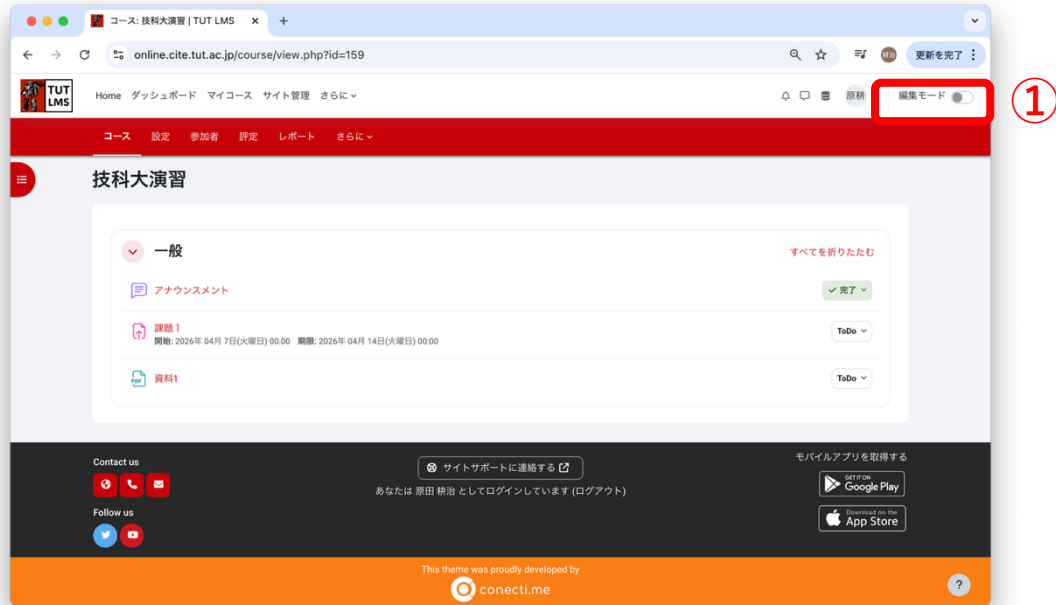 コース: 技科大演習 | TUT LMS
online.cite.tut.ac.jp/course/view.php?id=159
更新を完了
TUT LMS
Home ダッシュボード マイコース サイト管理 さらに
原耕
編集モード
①
コース 設定 参加者 評定 レポート さらに
技科大演習
一般
すべてを折りたたむ
アナウンスメント
完了
課題 1
ToDo
開始: 2026年 04月 7日(火曜日) 00:00 期限: 2026年 04月 14日(火曜日) 00:00
PDF
資料1
ToDo
Contact us
サイトサポートに連絡する
モバイルアプリを取得する
あなたは 原田 耕治 としてログインしています (ログアウト)
GET IT ON
Google Play
Follow us
Download on the
App Store
This theme was proudly developed by
conecti.me
?